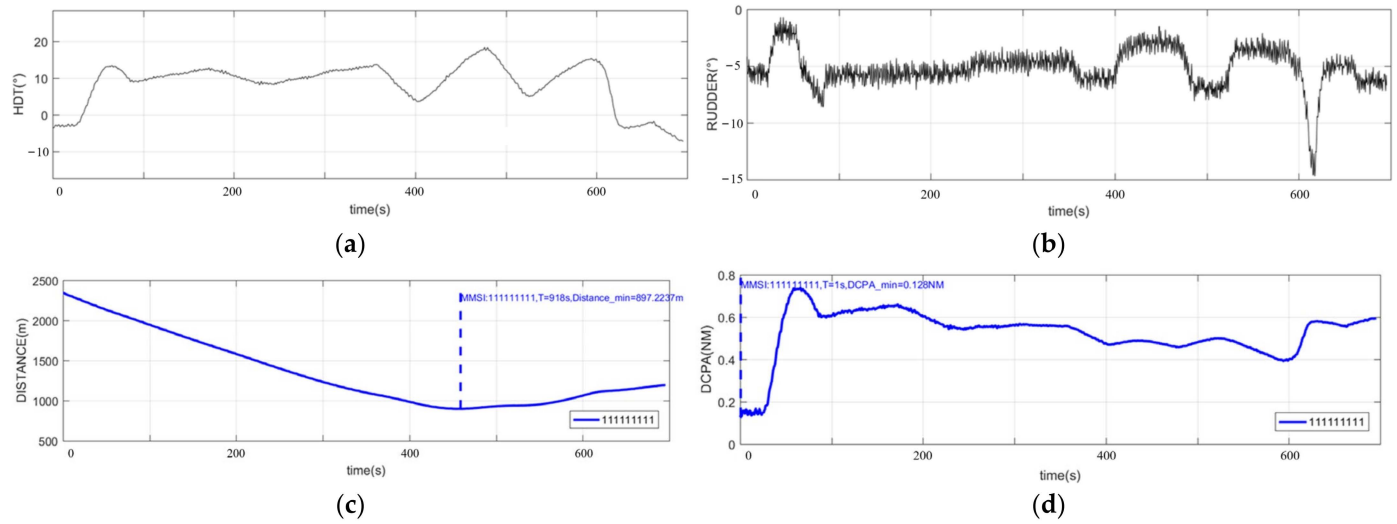 20
10
0
−10
HDT(°)
0
200
400
600
time(s)
(a)
0
−5
−10
−15
RUDDER(°)
0
200
400
600
time(s)
(b)
2500
2000
1500
1000
500
DISTANCE(m)
MMSI:111111111,T=918s,Distance_min=897.2237m
111111111
0
200
400
600
time(s)
(c)
0.8
0.6
0.4
0.2
0
DCPA(NM)
MMSI:111111111,T=1s,DCPA_min=0.128NM
111111111
0
200
400
600
time(s)
(d)